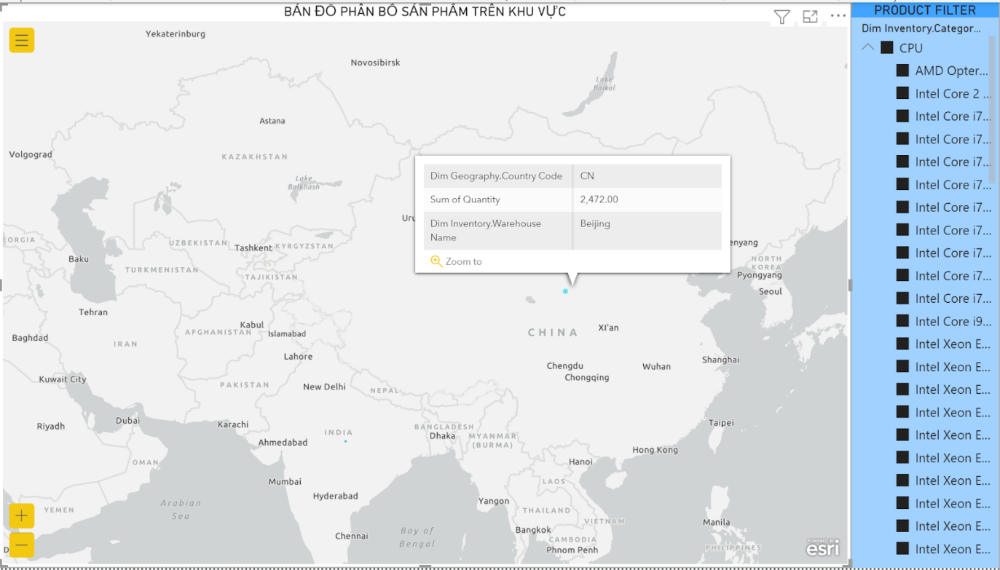 BẢN ĐỒ PHÂN BỐ SẢN PHẨM TRÊN KHU VỰC
Yekaterinburg
Novosibirsk
Lake
Baikal
Astana
Volgograd
KAZAKHSTAN
Lake
Balkhash
Dim Geography.Country Code CN
Sum of Quantity 2,472.00
Dim Inventory.Warehouse Name Beijing
Zoom to
Uru
enyang
EORGIA
UZBEKISTAN
Tashkent
KYRGYZSTAN
Baku
NORTH
KOREA
Pyongyang
TURKMENISTAN
TAJIKISTAN
Seoul
Tehran
Kabul
AFGHANISTAN
Islamabad
XI'an
CHINA
Baghdad
IRAN
Lahore
Chengdu
Wuhan
Shanghai
Chongqing
Kuwait City
PAKISTAN
New Delhi
NEPAL
Riyadh
Dubai
Karachi
INDIA
BANGLADESH
Dhaka
MYANMAR
(BURMA)
Taipei
Ahmedabad
Hong Kong
OMAN
Hanoi
Mumbai
LAOS
Hyderabad
Yangon
Arabian
Sea
YEMEN
THAILAND
VIETNAM
Manila
Chennai
Bay of
Bengal
Bangkok
CAMBODIA
Phnom Penh
PHILIPPINES
D
POWERED BY
esri
PRODUCT FILTER
Dim Inventory.Categor...
CPU
AMD Opter...
Intel Core 2 ...
Intel Core i7...
Intel Core i7...
Intel Core i7...
Intel Core i7...
Intel Core i7...
Intel Core i7...
Intel Core i7...
Intel Core i7...
Intel Core i7...
Intel Core i9...
Intel Xeon E...
Intel Xeon E...
Intel Xeon E...
Intel Xeon E...
Intel Xeon E...
Intel Xeon E...
Intel Xeon E...
Intel Xeon E...
Intel Xeon E...
Intel Xeon E...